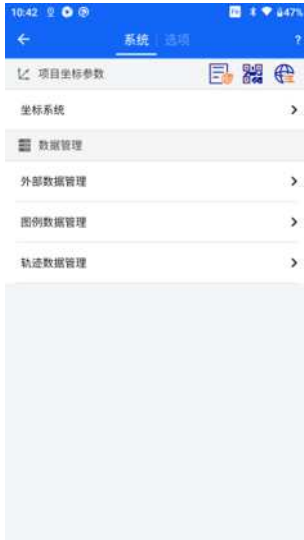 10:42 47%
系统 选项 ?
项目坐标参数
坐标系统
数据管理
外部数据管理
图例数据管理
轨迹数据管理